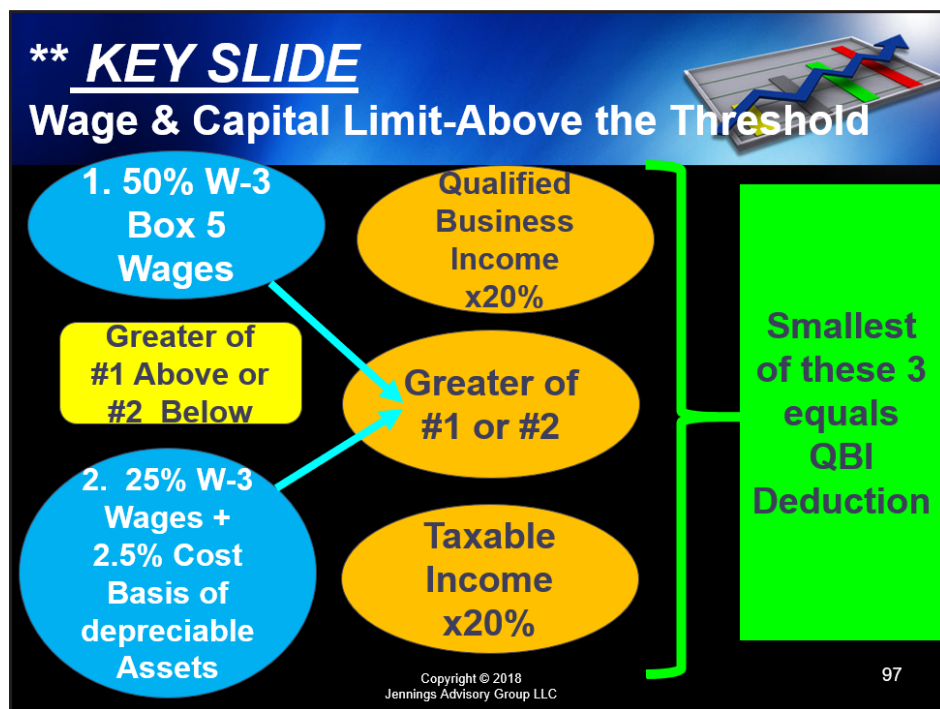 ** KEY SLIDE
Wage & Capital Limit-Above the Threshold
1. 50% W-3
Box 5
Wages
Greater of
#1 Above or
#2 Below
2. 25% W-3
Wages +
2.5% Cost
Basis of
depreciable
Assets
Qualified
Business
Income
x20%
Greater of
#1 or #2
Taxable
Income
x20%
Smallest
of these 3
equals
QBI
Deduction
Copyright © 2018
Jennings Advisory Group LLC
97